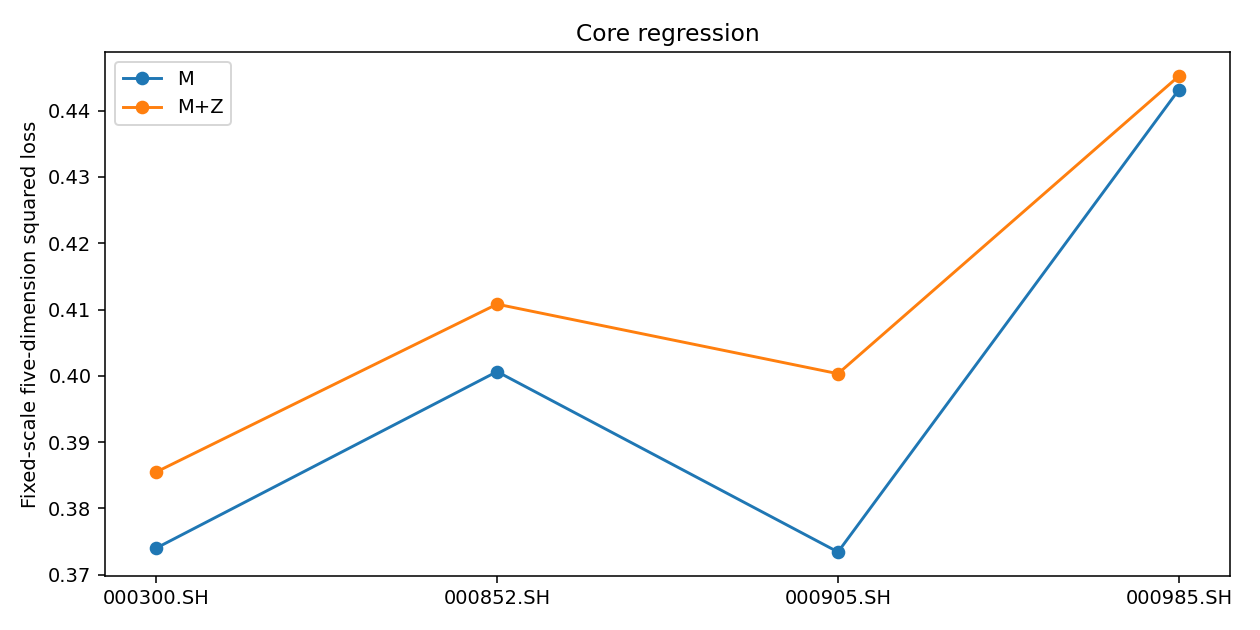 Core regression
M
M+Z
Fixed-scale five-dimension squared loss
0.44
0.43
0.42
0.41
0.40
0.39
0.38
0.37
000300.SH
000852.SH
000905.SH
000985.SH